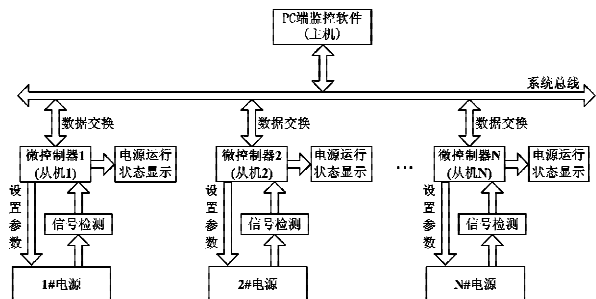 PC端监控软件
(主机)
系统总线
数据交换 数据交换 数据交换
微控制器1
(从机1)
电源运行
状态显示
微控制器2
(从机2)
电源运行
状态显示
…
微控制器N
(从机N)
电源运行
状态显示
设置参数
信号检测
设置参数
信号检测
设置参数
信号检测
1#电源
2#电源
N#电源